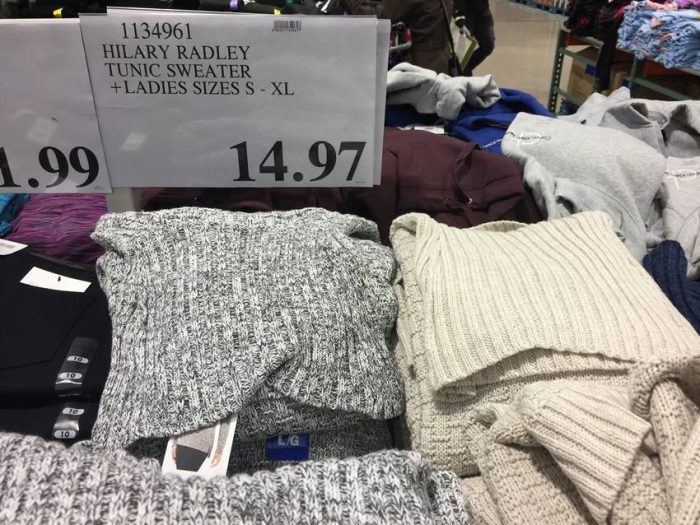 1134961
HILARY RADLEY
TUNIC SWEATER
+LADIES SIZES S - XL
14.97
1.99
10
10
10
10
L/G